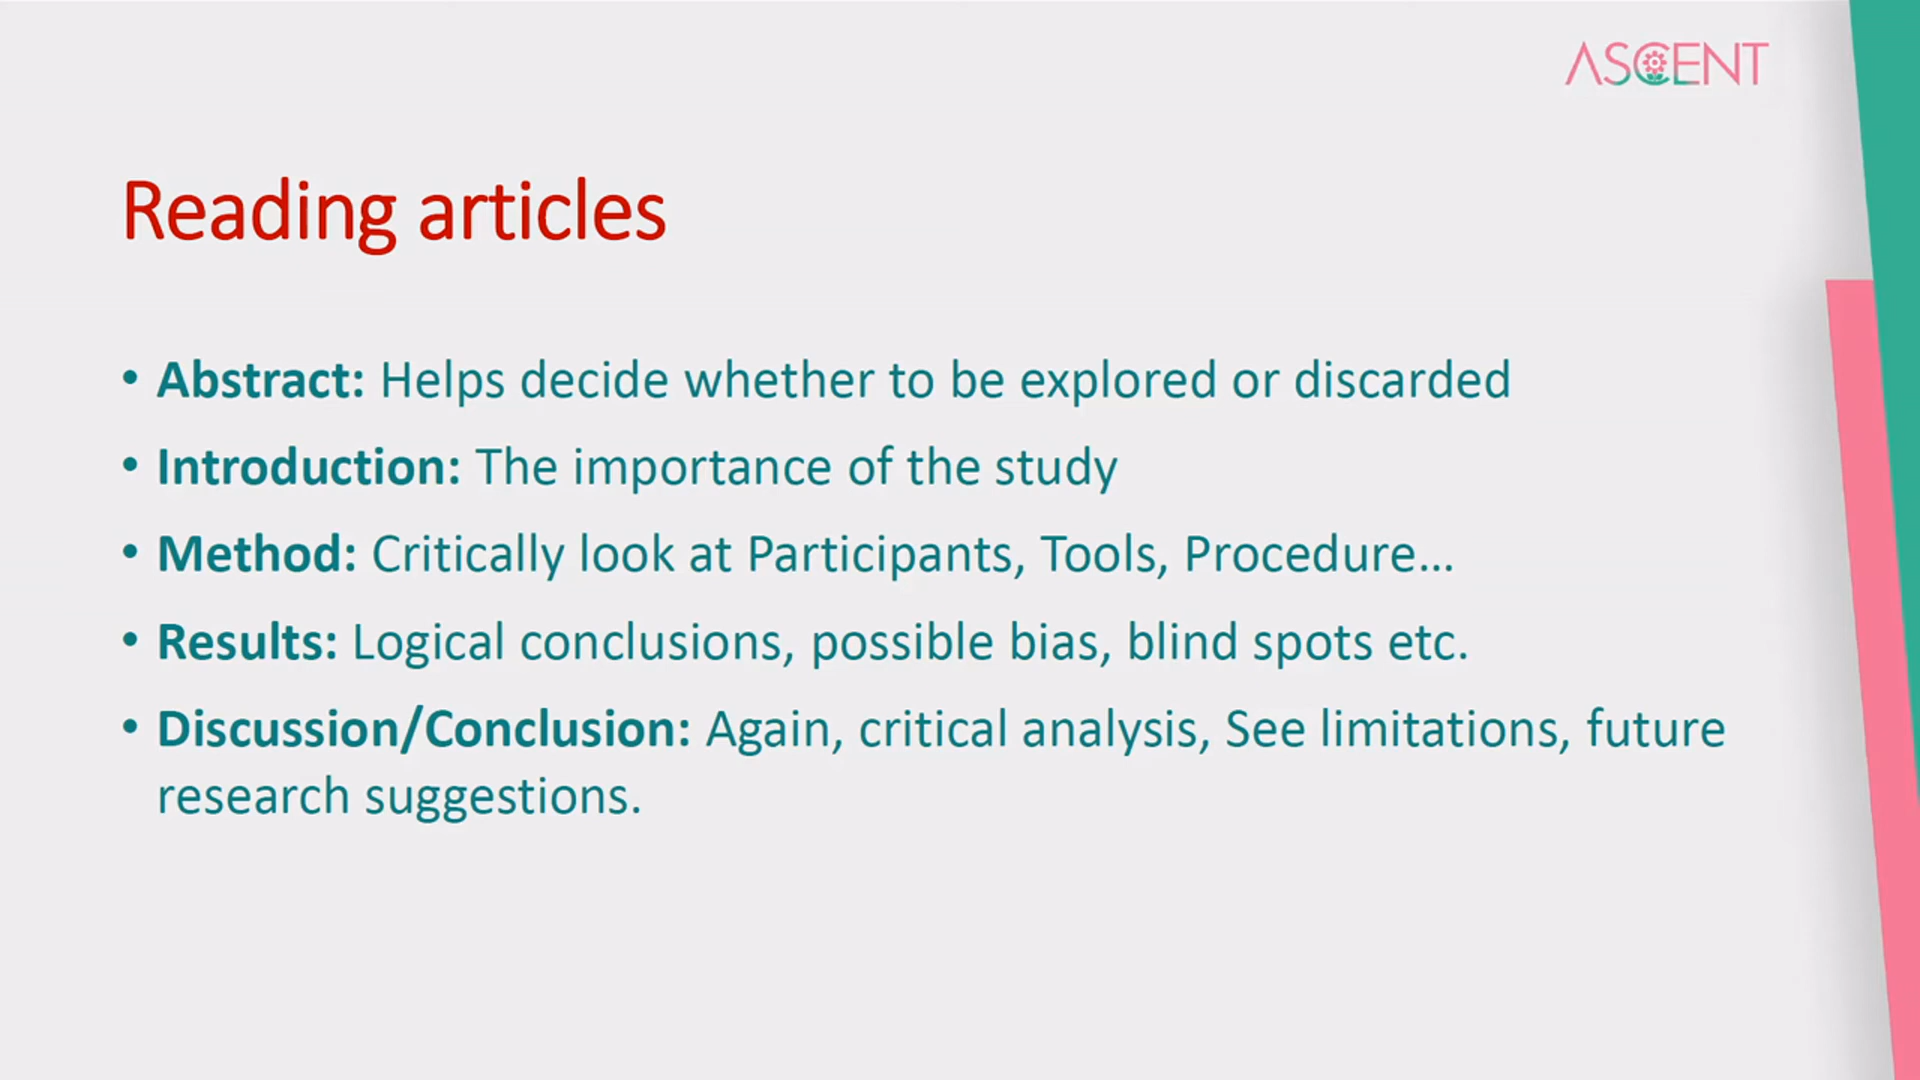 ASCENT
Reading articles
• Abstract: Helps decide whether to be explored or discarded
• Introduction: The importance of the study
• Method: Critically look at Participants, Tools, Procedure...
• Results: Logical conclusions, possible bias, blind spots etc.
• Discussion/Conclusion: Again, critical analysis, See limitations, future
research suggestions.